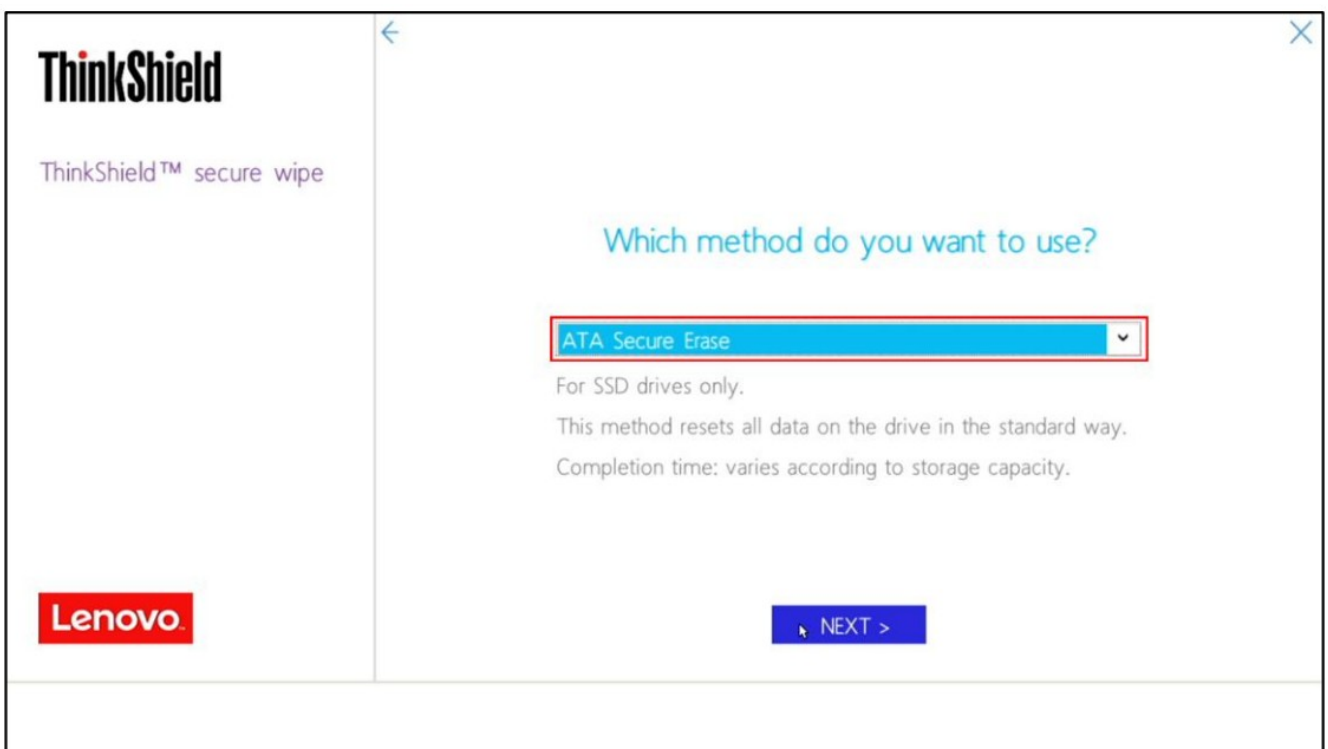 ThinkShield
ThinkShield™ secure wipe
Which method do you want to use?
ATA Secure Erase
For SSD drives only.
This method resets all data on the drive in the standard way.
Completion time: varies according to storage capacity.
Lenovo.
NEXT >